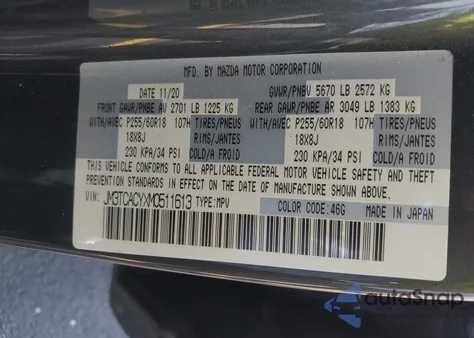 MFD. BY MAZDA MOTOR CORPORATION
DATE 11/20 GVWR/PNBV 5670 LB 2572 KG
FRONT GAWR/PNBE AV 2701 LB 1225 KG REAR GAWR/PNBE AR 3049 LB 1383 KG
WITH/AVEC P255/60R18 107H TIRES/PNEUS WITH/AVEC P255/60R18 107H TIRES/PNEUS
18X8J RIMS/JANTES 18X8J RIMS/JANTES
230 KPA/34 PSI COLD/A FROID 230 KPA/34 PSI COLD/A FROID
THIS VEHICLE CONFORMS TO ALL APPLICABLE FEDERAL MOTOR VEHICLE SAFETY, BUMPER, AND THEFT
PREVENTION STANDARDS IN EFFECT ON THE DATE OF MANUFACTURE SHOWN ABOVE.
VIN: JM3TCACYXM0511613 TYPE:MPV COLOR CODE:46G MADE IN JAPAN
autoSnap